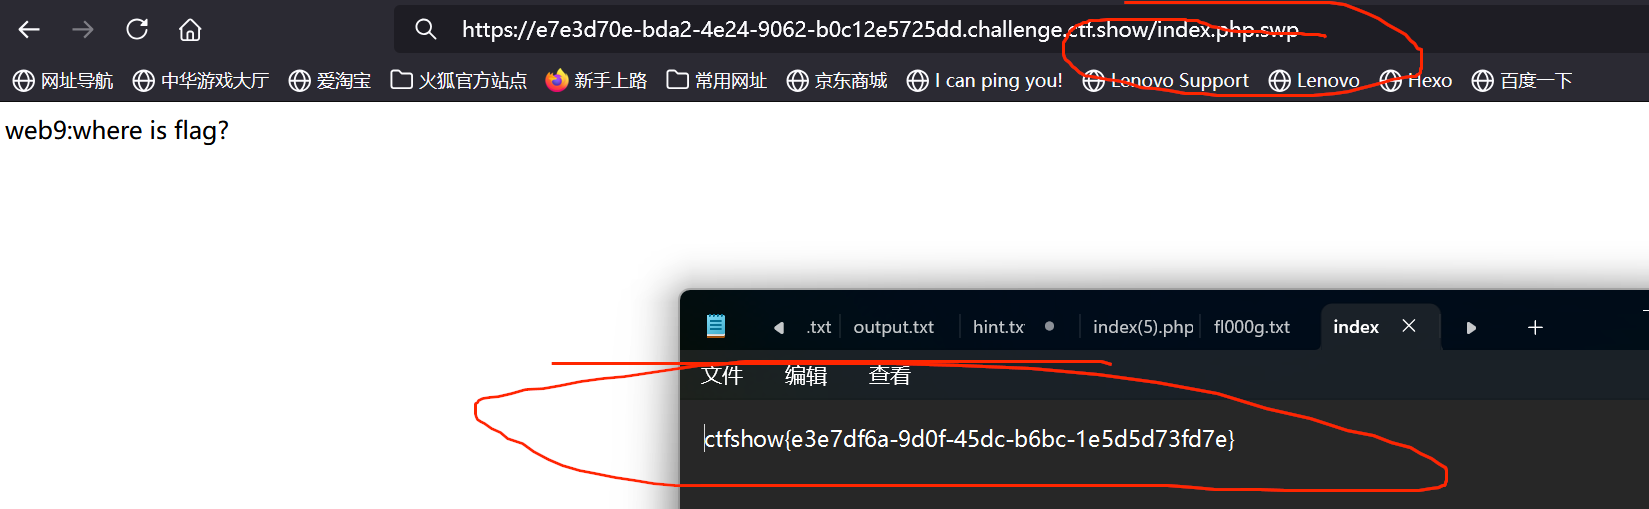 https://e7e3d70e-bda2-4e24-9062-b0c12e5725dd.challenge.ctf.show/index.php.swp
网址导航 中华游戏大厅 爱淘宝 火狐官方站点 新手上路 常用网址 京东商城 I can ping you! Lenovo Support Lenovo Hexo 百度一下
web9:where is flag?
.txt output.txt hint.tx index(5).php fl000g.txt index
文件 编辑 查看
ctfshow{e3e7df6a-9d0f-45dc-b6bc-1e5d5d73fd7e}